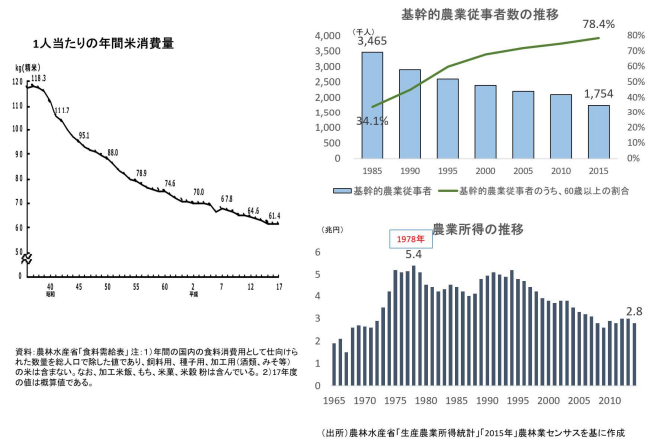 1人当たりの年間米消費量
kg(精米)
120
118.3
111.7
110
100
95.1
90
88.0
80
78.9
74.6
70
70.0
67.8
64.6
61.4
60
50
0
40 50 55 60 2 7 12 17
昭和 平成
資料:農林水産省「食料需給表」 注:1)年間の国内の食料消費用として仕向けら
れた数量を総人口で除した値であり、飼料用、種子用、加工用(酒類、みそ等)
の米は含まない。なお、加工米飯、もち、米菓、米穀粉は含んでいる。 2)17年度
の値は概算値である。
基幹的農業従事者数の推移
(千人)
78.4%
4,000 80%
3,465
3,500 70%
3,000 60%
2,500 50%
2,000 40%
1,754
1,500 30%
34.1%
1,000 20%
500 10%
0 0%
1985 1990 1995 2000 2005 2010 2015
基幹的農業従事者 基幹的農業従事者のうち、60歳以上の割合
(兆円)
農業所得の推移
1978年
6
5.4
5
4
3
2.8
2
1
0
1965 1970 1975 1980 1985 1990 1995 2000 2005 2010
(出所)農林水産省「生産農業所得統計」「2015年」農林業センサスを基に作成